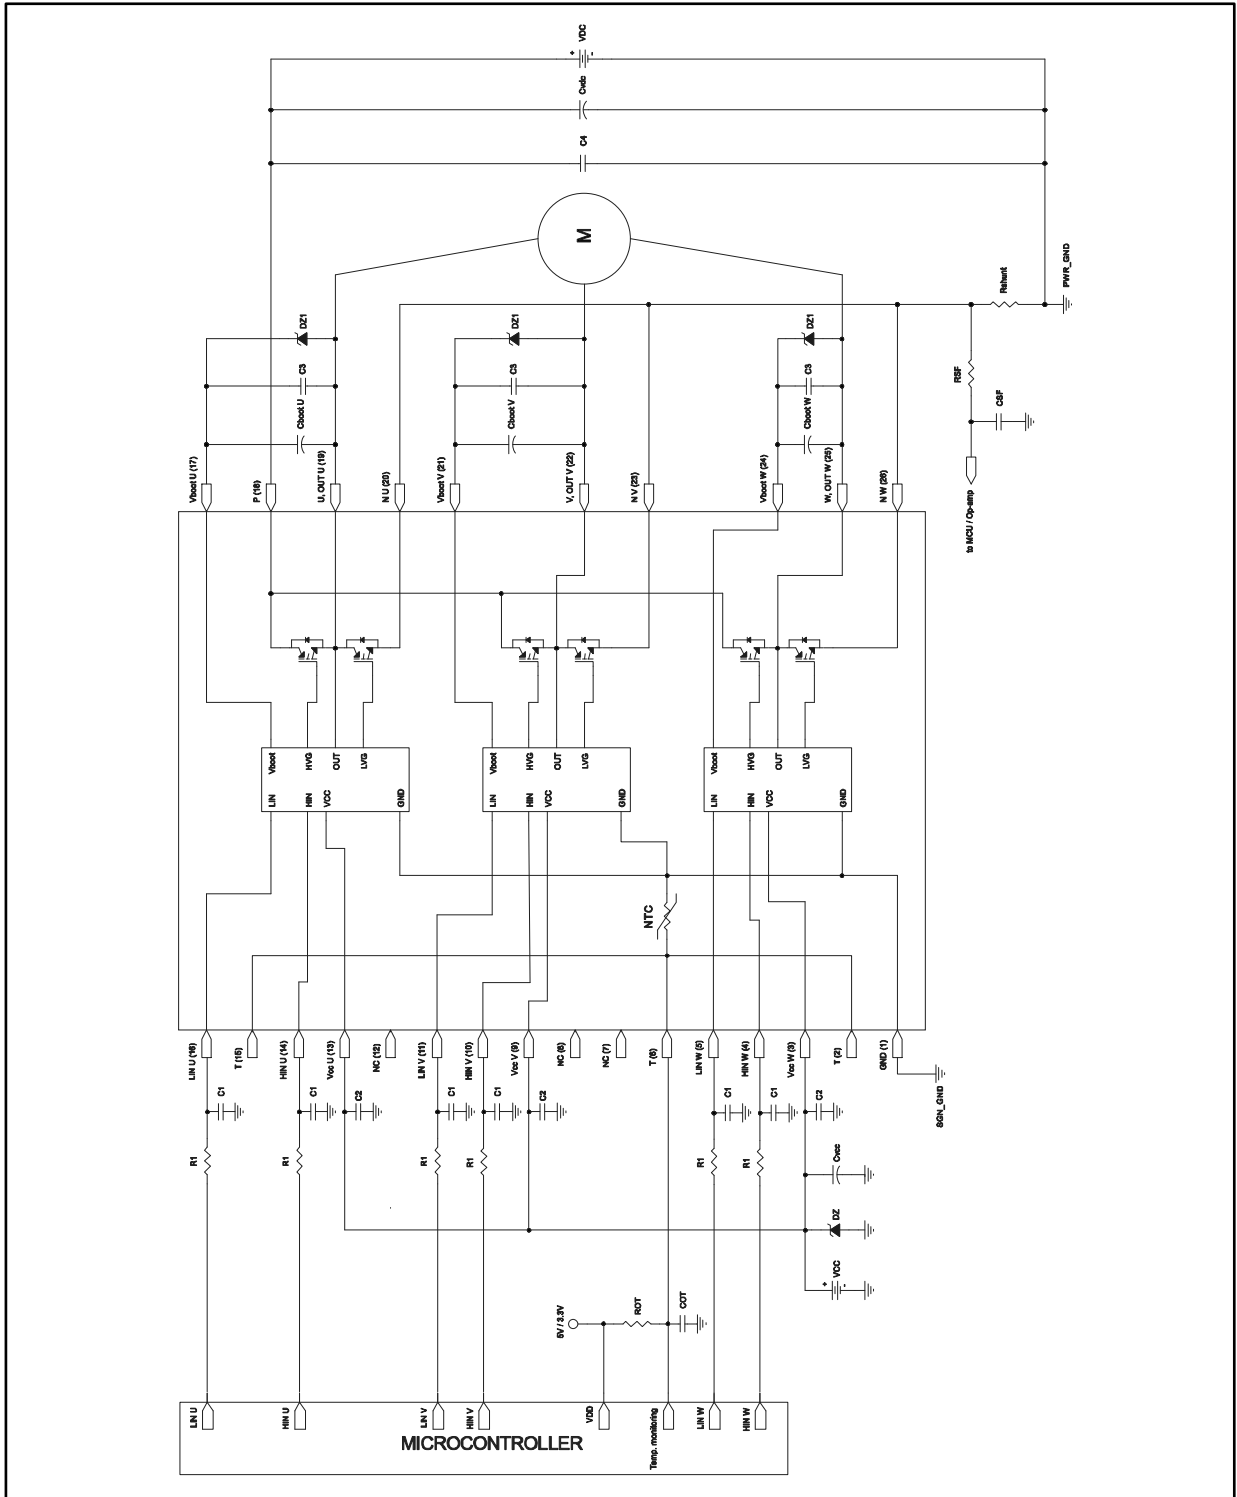 VDC
+
-
Cvdc
C4
M
Rshunt
PWR_GND
DZ1
DZ1
DZ1
C3
C3
C3
RSF
CSF
Cboot U
Cboot V
Cboot W
Vboot U (17)
P (18)
U, OUT U (19)
N U (20)
Vboot V (21)
V, OUT V (22)
N V (23)
Vboot W (24)
W, OUT W (25)
N W (26)
to MCU / Op-amp
Vboot
HVG
OUT
LVG
Vboot
HVG
OUT
LVG
Vboot
HVG
OUT
LVG
LIN
HIN
VCC
GND
LIN
HIN
VCC
GND
LIN
HIN
VCC
GND
NTC
LIN U (16)
T (15)
HIN U (14)
Vcc U (13)
NC (12)
LIN V (11)
HIN V (10)
Vcc V (9)
NC (8)
NC (7)
T (6)
LIN W (5)
HIN W (4)
Vcc W (3)
T (2)
GND (1)
SGN_GND
C1
C1
C2
C1
C1
C2
C1
C1
C2
R1
R1
R1
R1
R1
R1
Cvcc
DZ
VCC
+
-
5V / 3.3V
ROT
COT
LIN U
HIN U
LIN V
HIN V
VDD
Temp. monitoring
LIN W
HIN W
MICROCONTROLLER